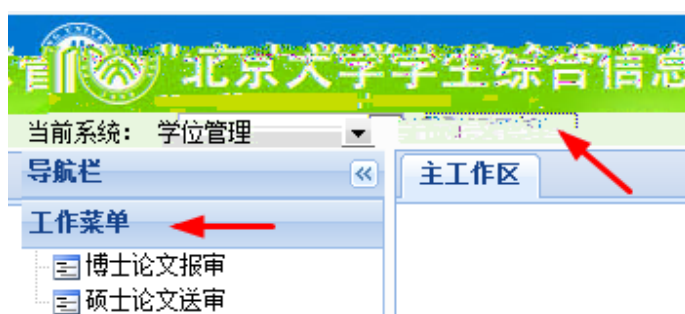 北京大学学生综合信息
当前系统： 学位管理
导航栏
主工作区
工作菜单
博士论文报审
硕士论文送审